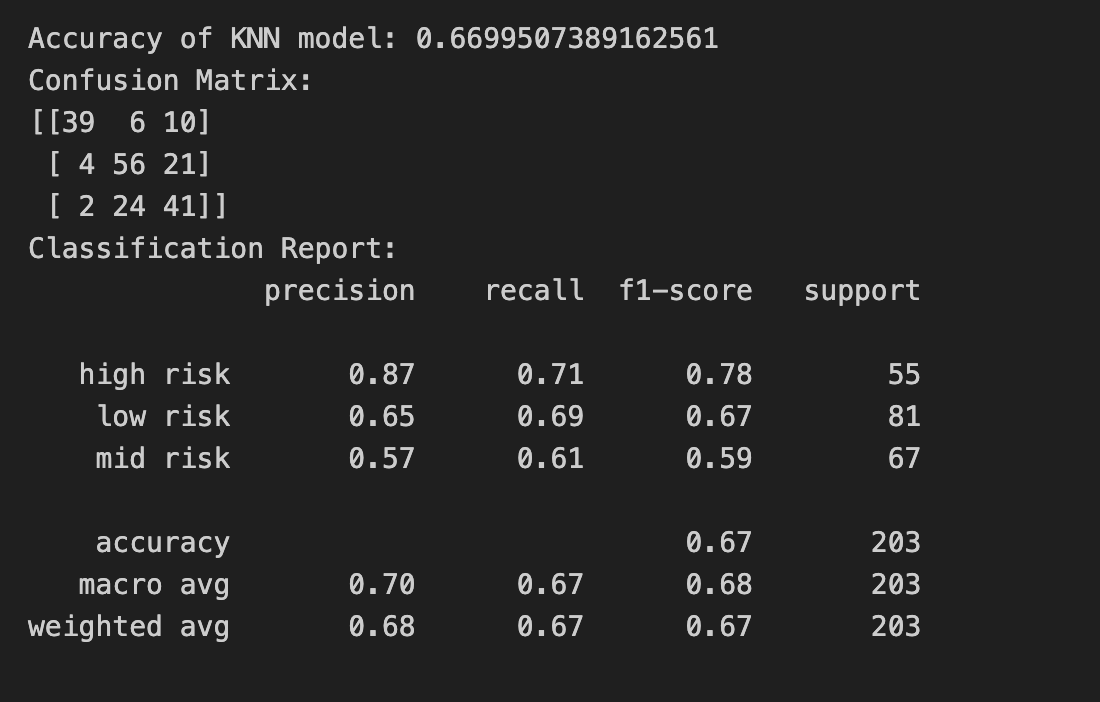 Accuracy of KNN model: 0.6699507389162561
Confusion Matrix:
[[39  6 10]
 [ 4 56 21]
 [ 2 24 41]]
Classification Report:
              precision    recall  f1-score   support

   high risk       0.87      0.71      0.78        55
    low risk       0.65      0.69      0.67        81
    mid risk       0.57      0.61      0.59        67

    accuracy                           0.67       203
   macro avg       0.70      0.67      0.68       203
weighted avg       0.68      0.67      0.67       203